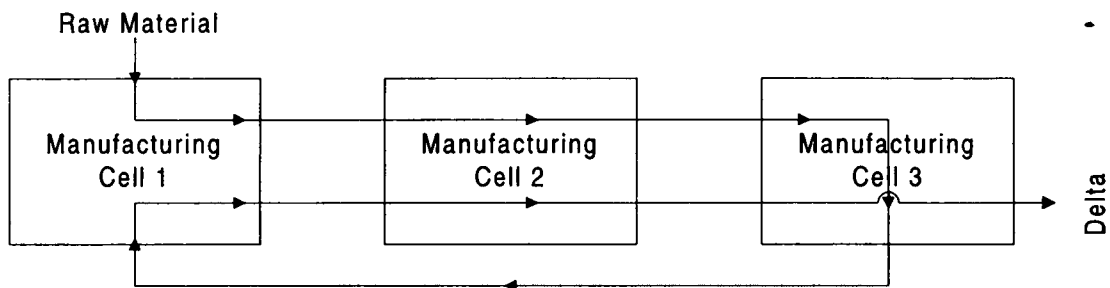 Raw Material
Manufacturing
Cell 1
Manufacturing
Cell 2
Manufacturing
Cell 3
Delta